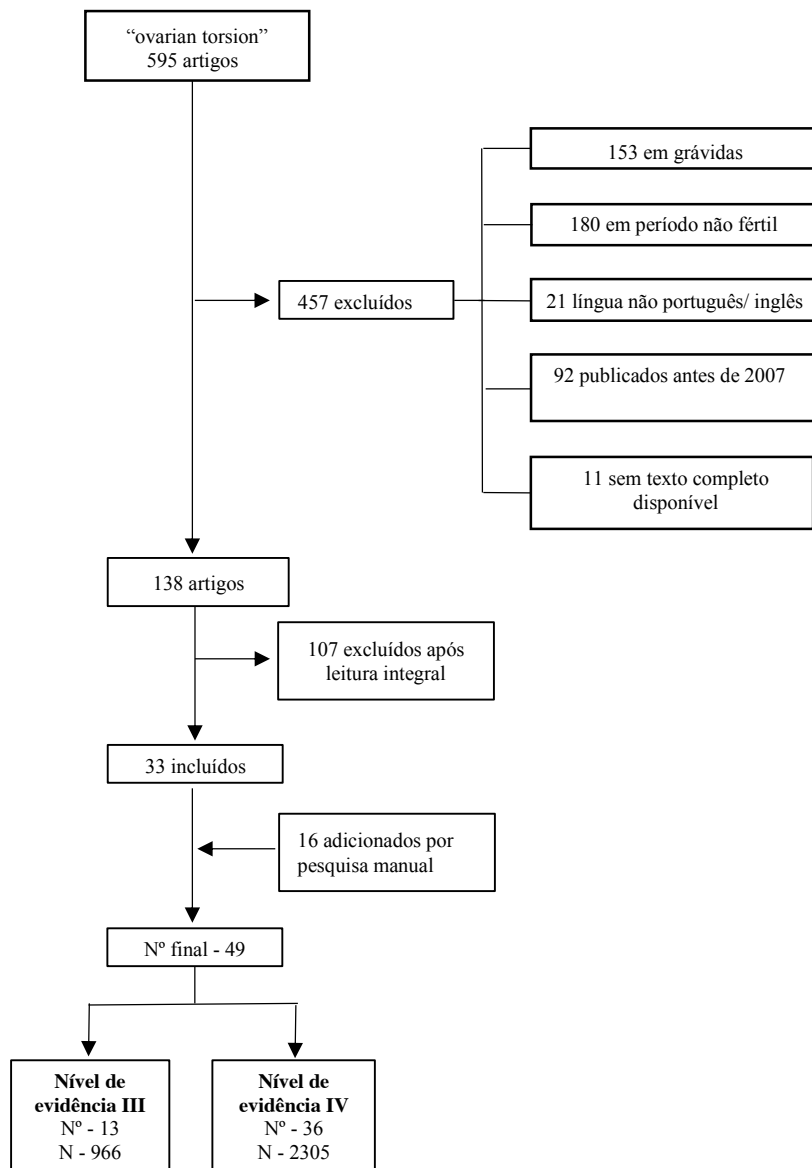 “ovarian torsion”
595 artigos
153 em grávidas
180 em período não fértil
457 excluídos
21 língua não português/ inglês
92 publicados antes de 2007
11 sem texto completo
disponível
138 artigos
107 excluídos após
leitura integral
33 incluídos
16 adicionados por
pesquisa manual
Nº final - 49
Nível de
evidência III
Nº - 13
N - 966
Nível de
evidência IV
Nº - 36
N - 2305